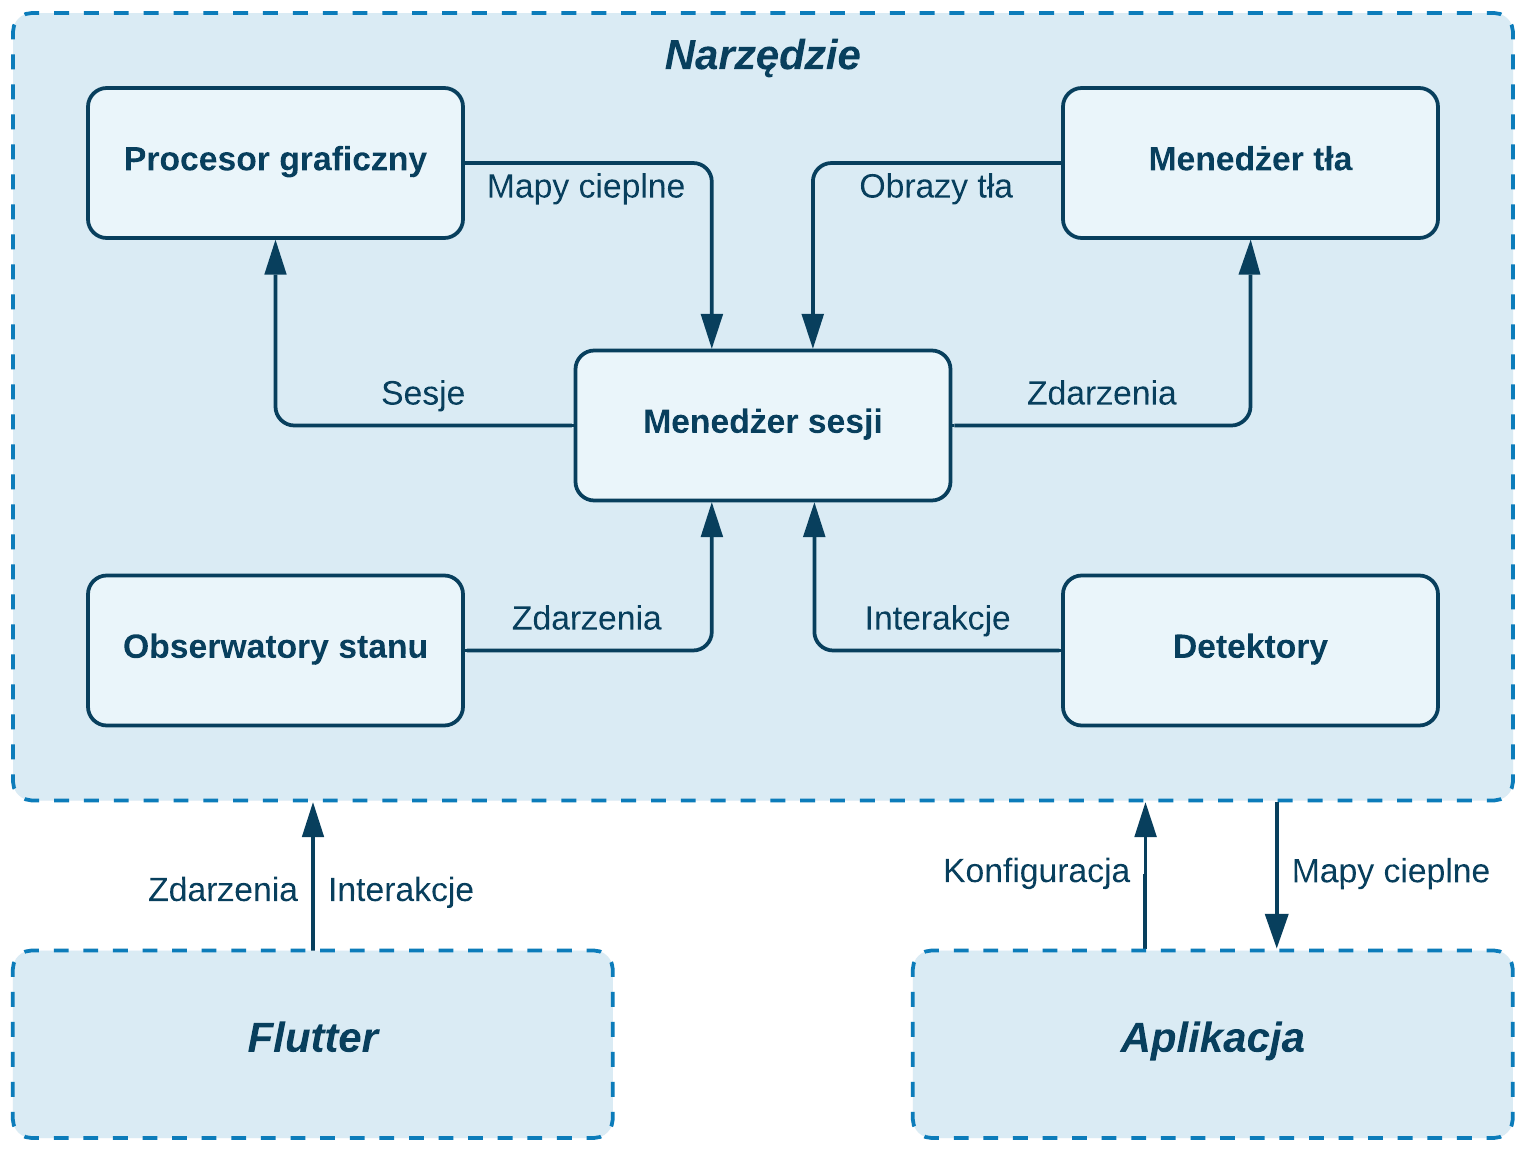 Narzędzie
Procesor graficzny
Menedżer tła
Mapy cieplne
Obrazy tła
Sesje
Menedżer sesji
Zdarzenia
Obserwatory stanu
Zdarzenia
Interakcje
Detektory
Zdarzenia
Interakcje
Konfiguracja
Mapy cieplne
Flutter
Aplikacja